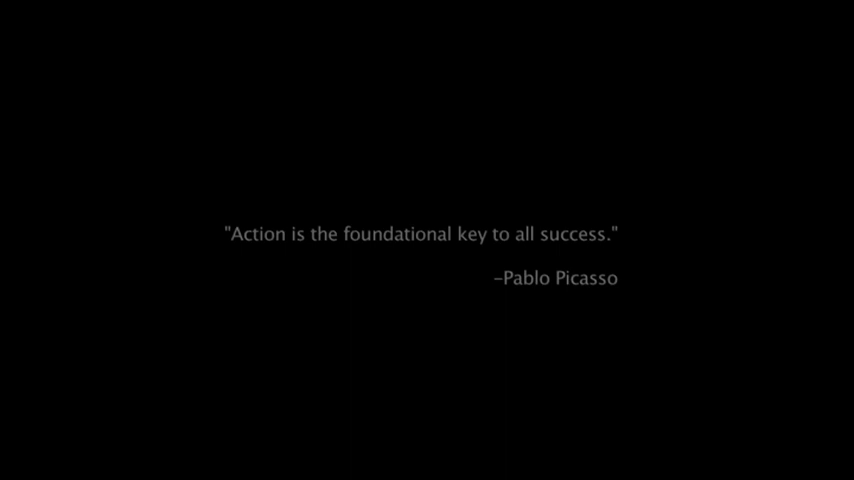 "Action is the foundational key to all success."
–Pablo Picasso